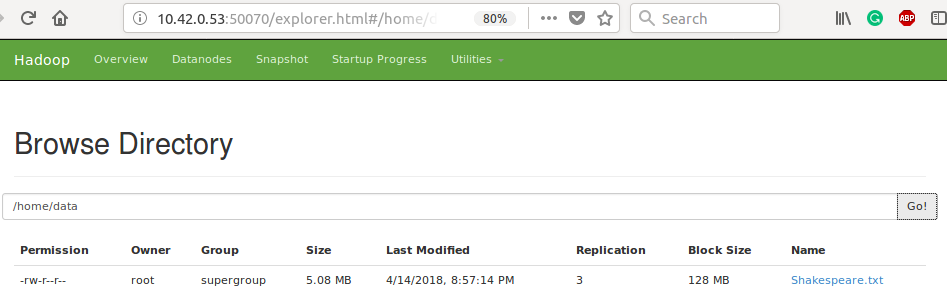 10.42.0.53:50070/explorer.html#/home/d 80% Search ABP
Hadoop Overview Datanodes Snapshot Startup Progress Utilities
Browse Directory
/home/data Go!
Permission Owner Group Size Last Modified Replication Block Size Name
-rw-r--r-- root supergroup 5.08 MB 4/14/2018, 8:57:14 PM 3 128 MB Shakespeare.txt